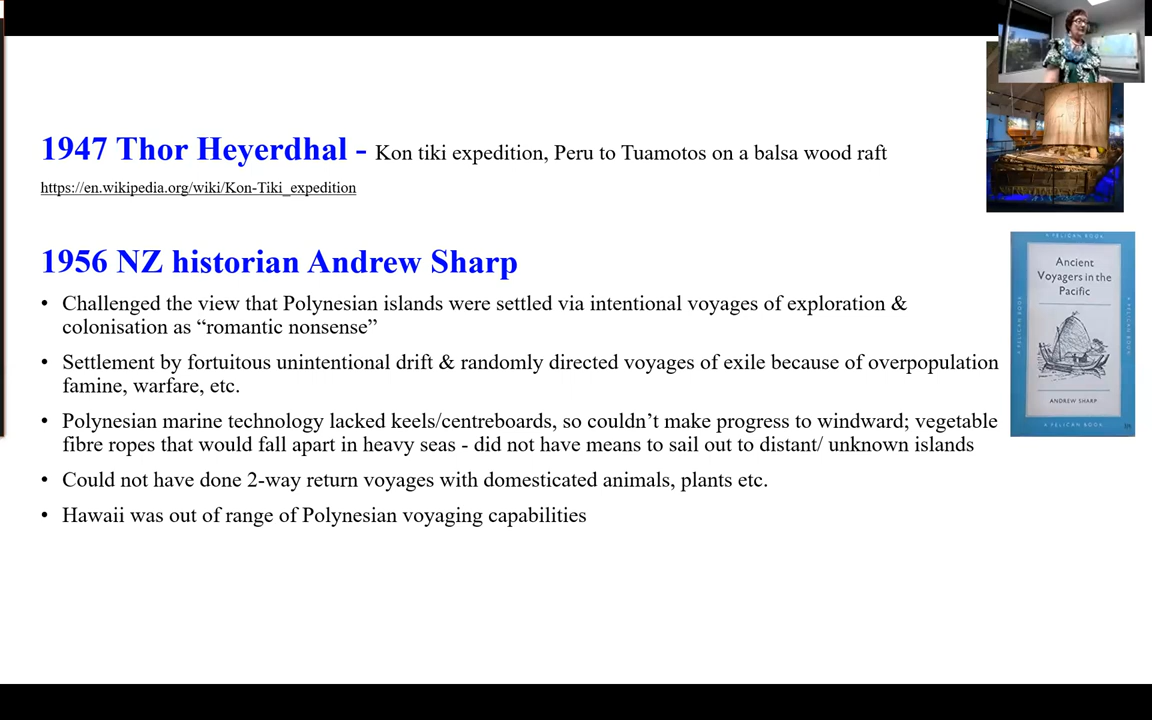 1947 Thor Heyerdhal - Kon tiki expedition, Peru to Tuamotos on a balsa wood raft
https://en.wikipedia.org/wiki/Kon-Tiki_expedition
1956 NZ historian Andrew Sharp
• Challenged the view that Polynesian islands were settled via intentional voyages of exploration &
colonisation as “romantic nonsense”
• Settlement by fortuitous unintentional drift & randomly directed voyages of exile because of overpopulation
famine, warfare, etc.
• Polynesian marine technology lacked keels/centreboards, so couldn’t make progress to windward; vegetable
fibre ropes that would fall apart in heavy seas - did not have means to sail out to distant/ unknown islands
• Could not have done 2-way return voyages with domesticated animals, plants etc.
• Hawaii was out of range of Polynesian voyaging capabilities
A PELICAN BOOK
Ancient
Voyagers in the
Pacific
ANDREW SHARP
A PELICAN BOOK
A PELICAN BOOK
A PELICAN BOOK